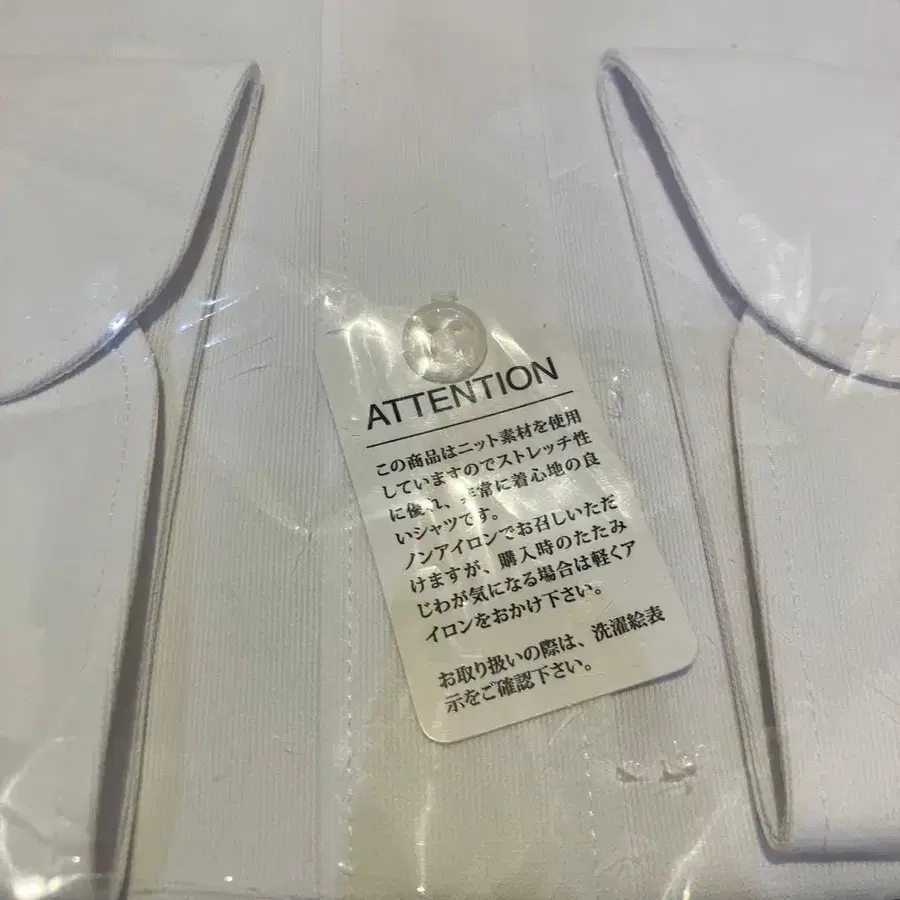 ATTENTION
この商品はニット素材を使用
していますのでストレッチ性
に優れ、非常に着心地の良
いシャツです。
ノンアイロンでお召しいただ
けますが、購入時のたたみ
じわが気になる場合は軽くア
イロンをおかけ下さい。
お取り扱いの際は、洗濯絵表
示をご確認下さい。